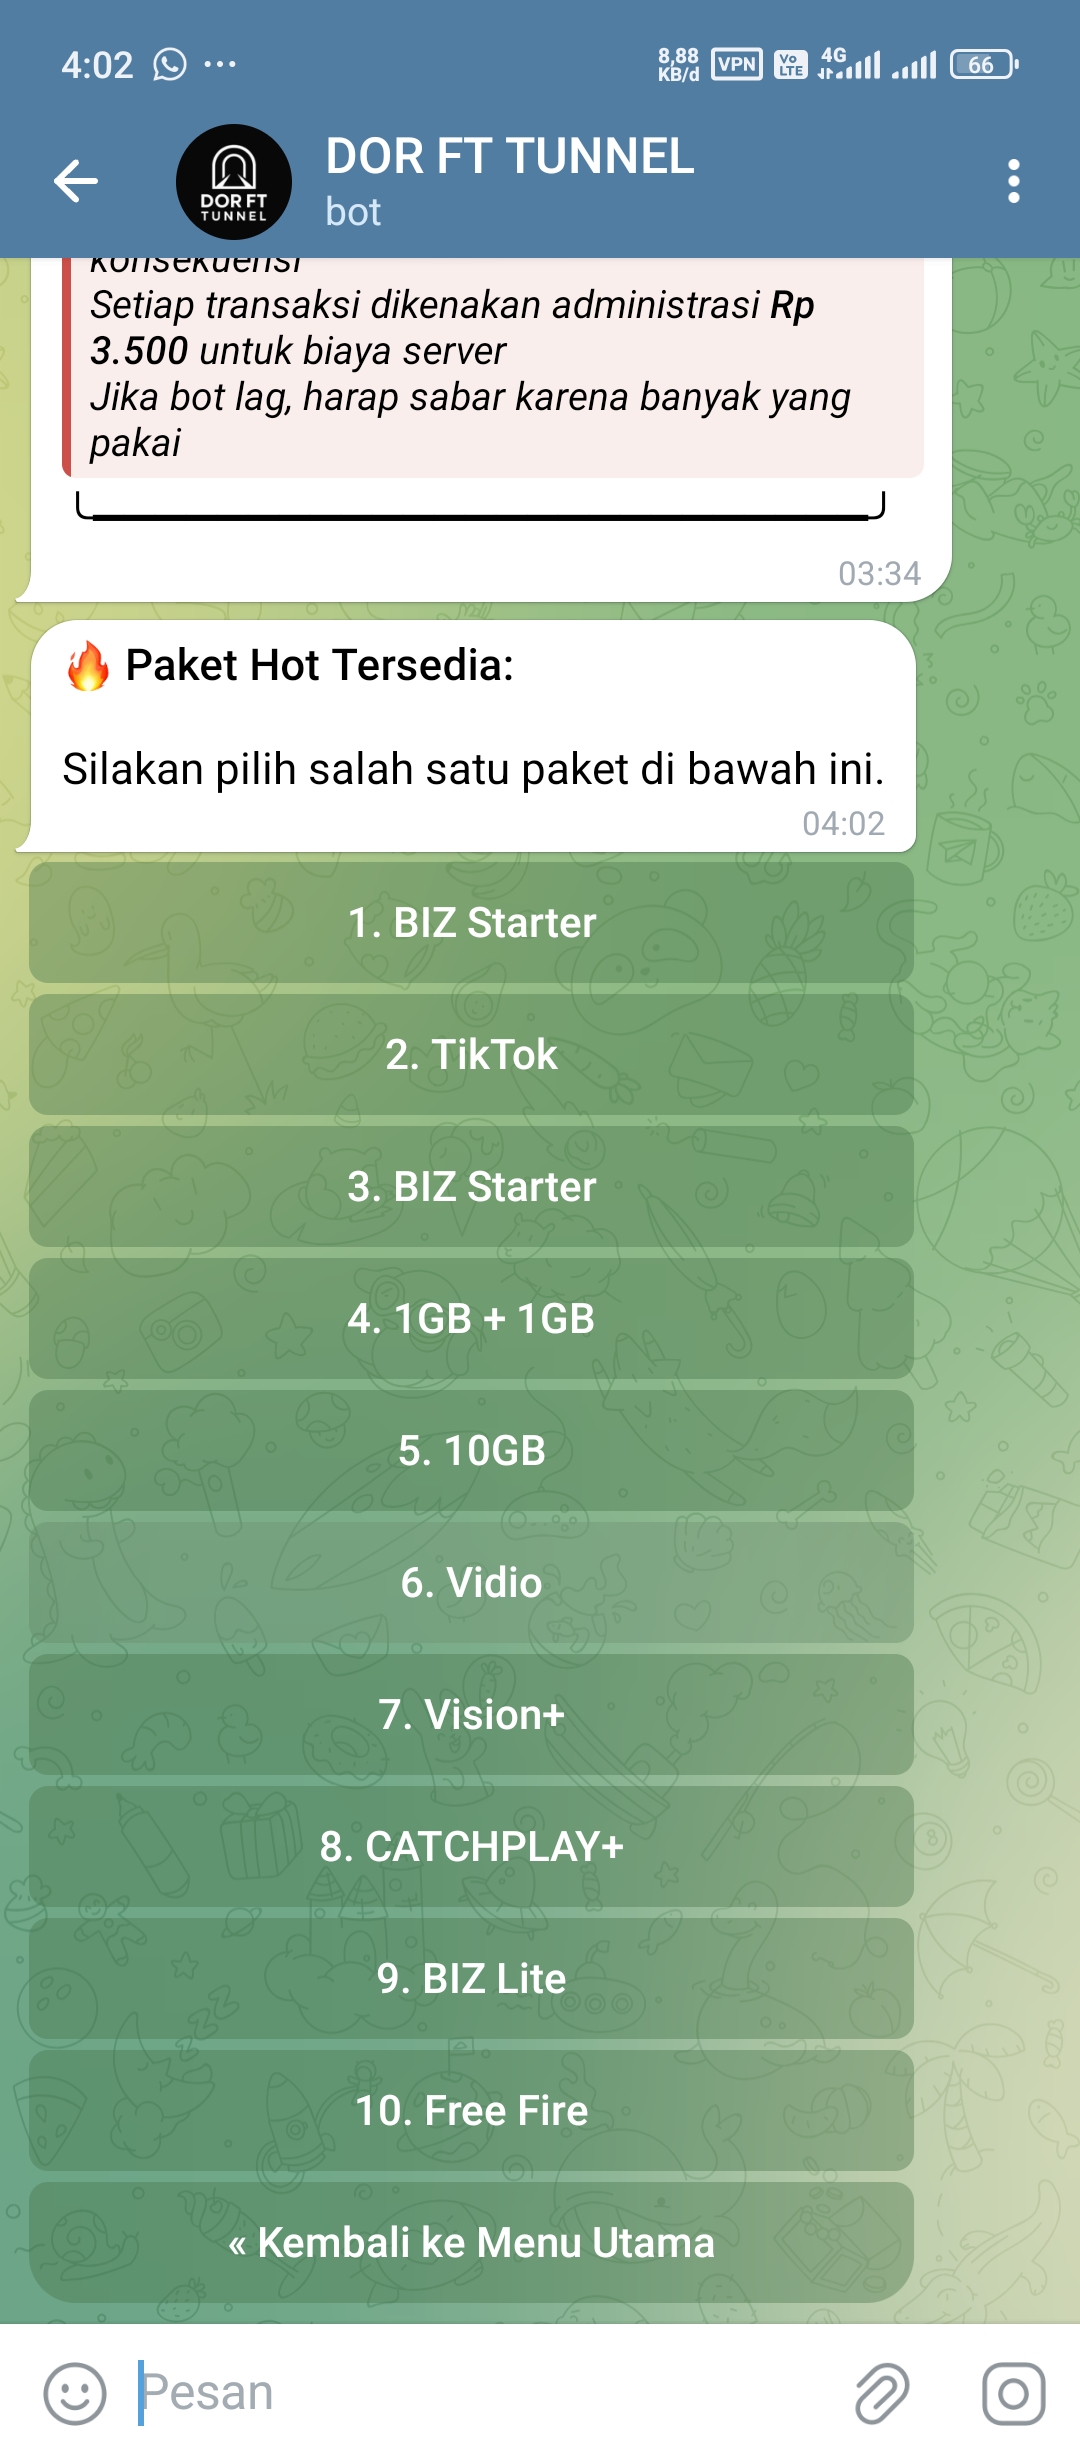 4:02 ... 8,88 KB/d VPN Vo LTE 4G 66
DOR FT TUNNEL
bot
DOR FT
TUNNEL
konsekuensi
Setiap transaksi dikenakan administrasi Rp
3.500 untuk biaya server
Jika bot lag, harap sabar karena banyak yang
pakai
03:34
🔥 Paket Hot Tersedia:
Silakan pilih salah satu paket di bawah ini.
04:02
1. BIZ Starter
2. TikTok
3. BIZ Starter
4. 1GB + 1GB
5. 10GB
6. Vidio
7. Vision+
8. CATCHPLAY+
9. BIZ Lite
10. Free Fire
« Kembali ke Menu Utama
Pesan